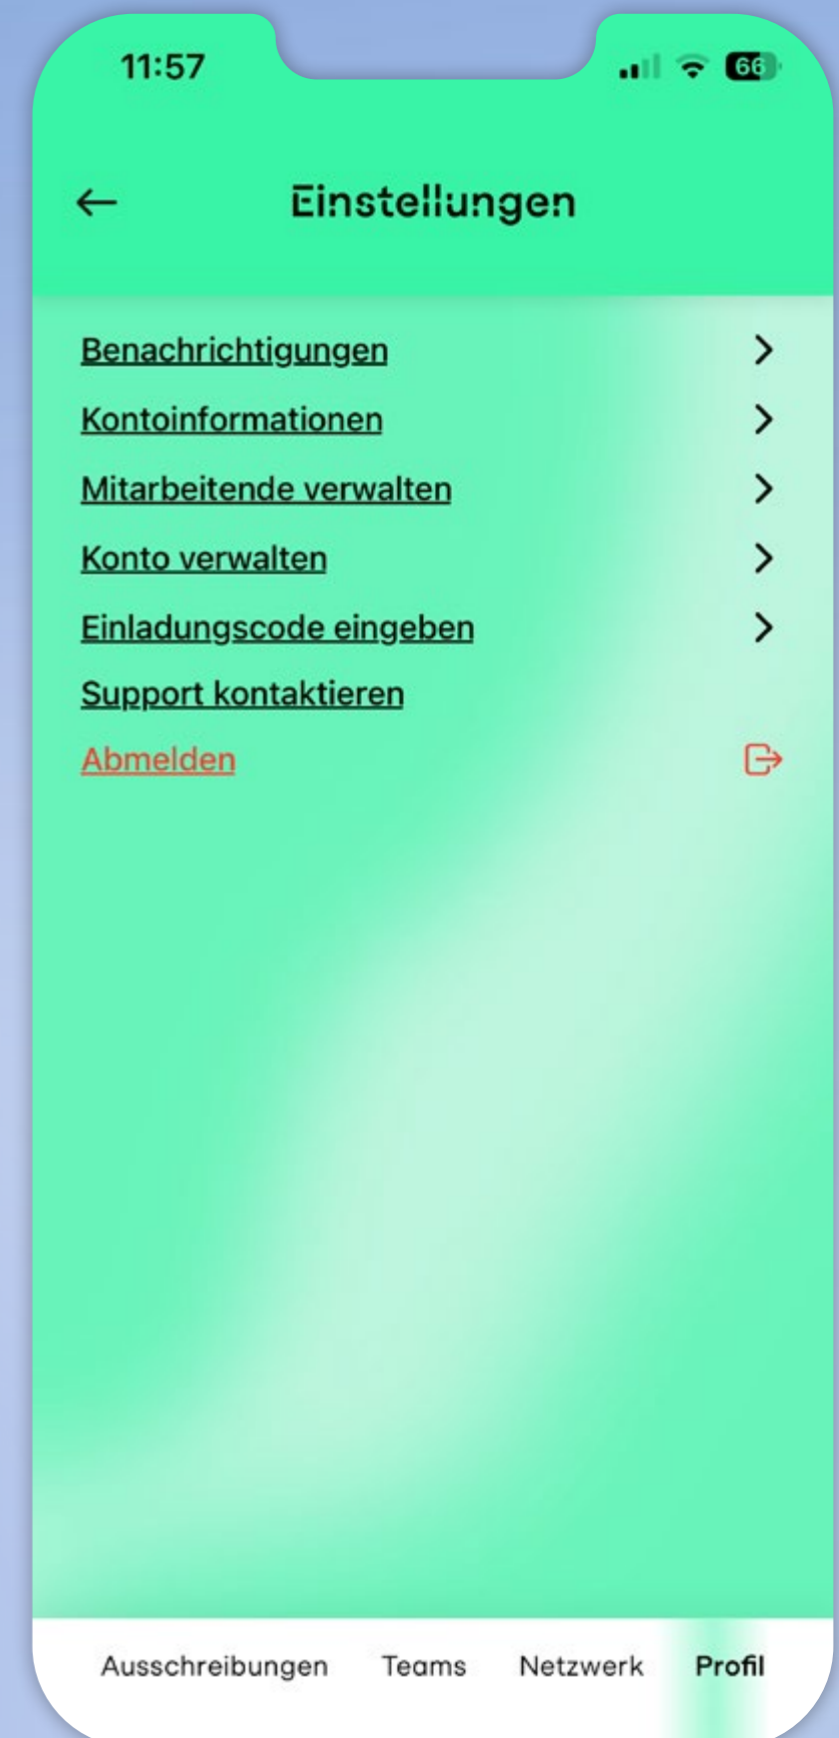 11:57
66
Einstellungen
Benachrichtigungen
Kontoinformationen
Mitarbeitende verwalten
Konto verwalten
Einladungscode eingeben
Support kontaktieren
Abmelden
Ausschreibungen Teams Netzwerk Profil